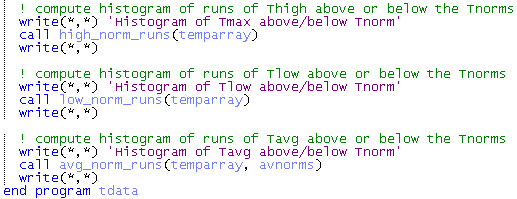 ! compute histogram of runs of Thigh above or below the Tnorms
write(*,*) 'Histogram of Tmax above/below Tnorm'
call high_norm_runs(temparray)
write(*,*)
! compute histogram of runs of Tlow above or below the Tnorms
write(*,*) 'Histogram of Tlow above/below Tnorm'
call low_norm_runs(temparray)
write(*,*)
! compute histogram of runs of Tavg above or below the Tnorms
write(*,*) 'Histogram of Tavg above/below Tnorm'
call avg_norm_runs(temparray, avnorms)
write(*,*)
end program tdata